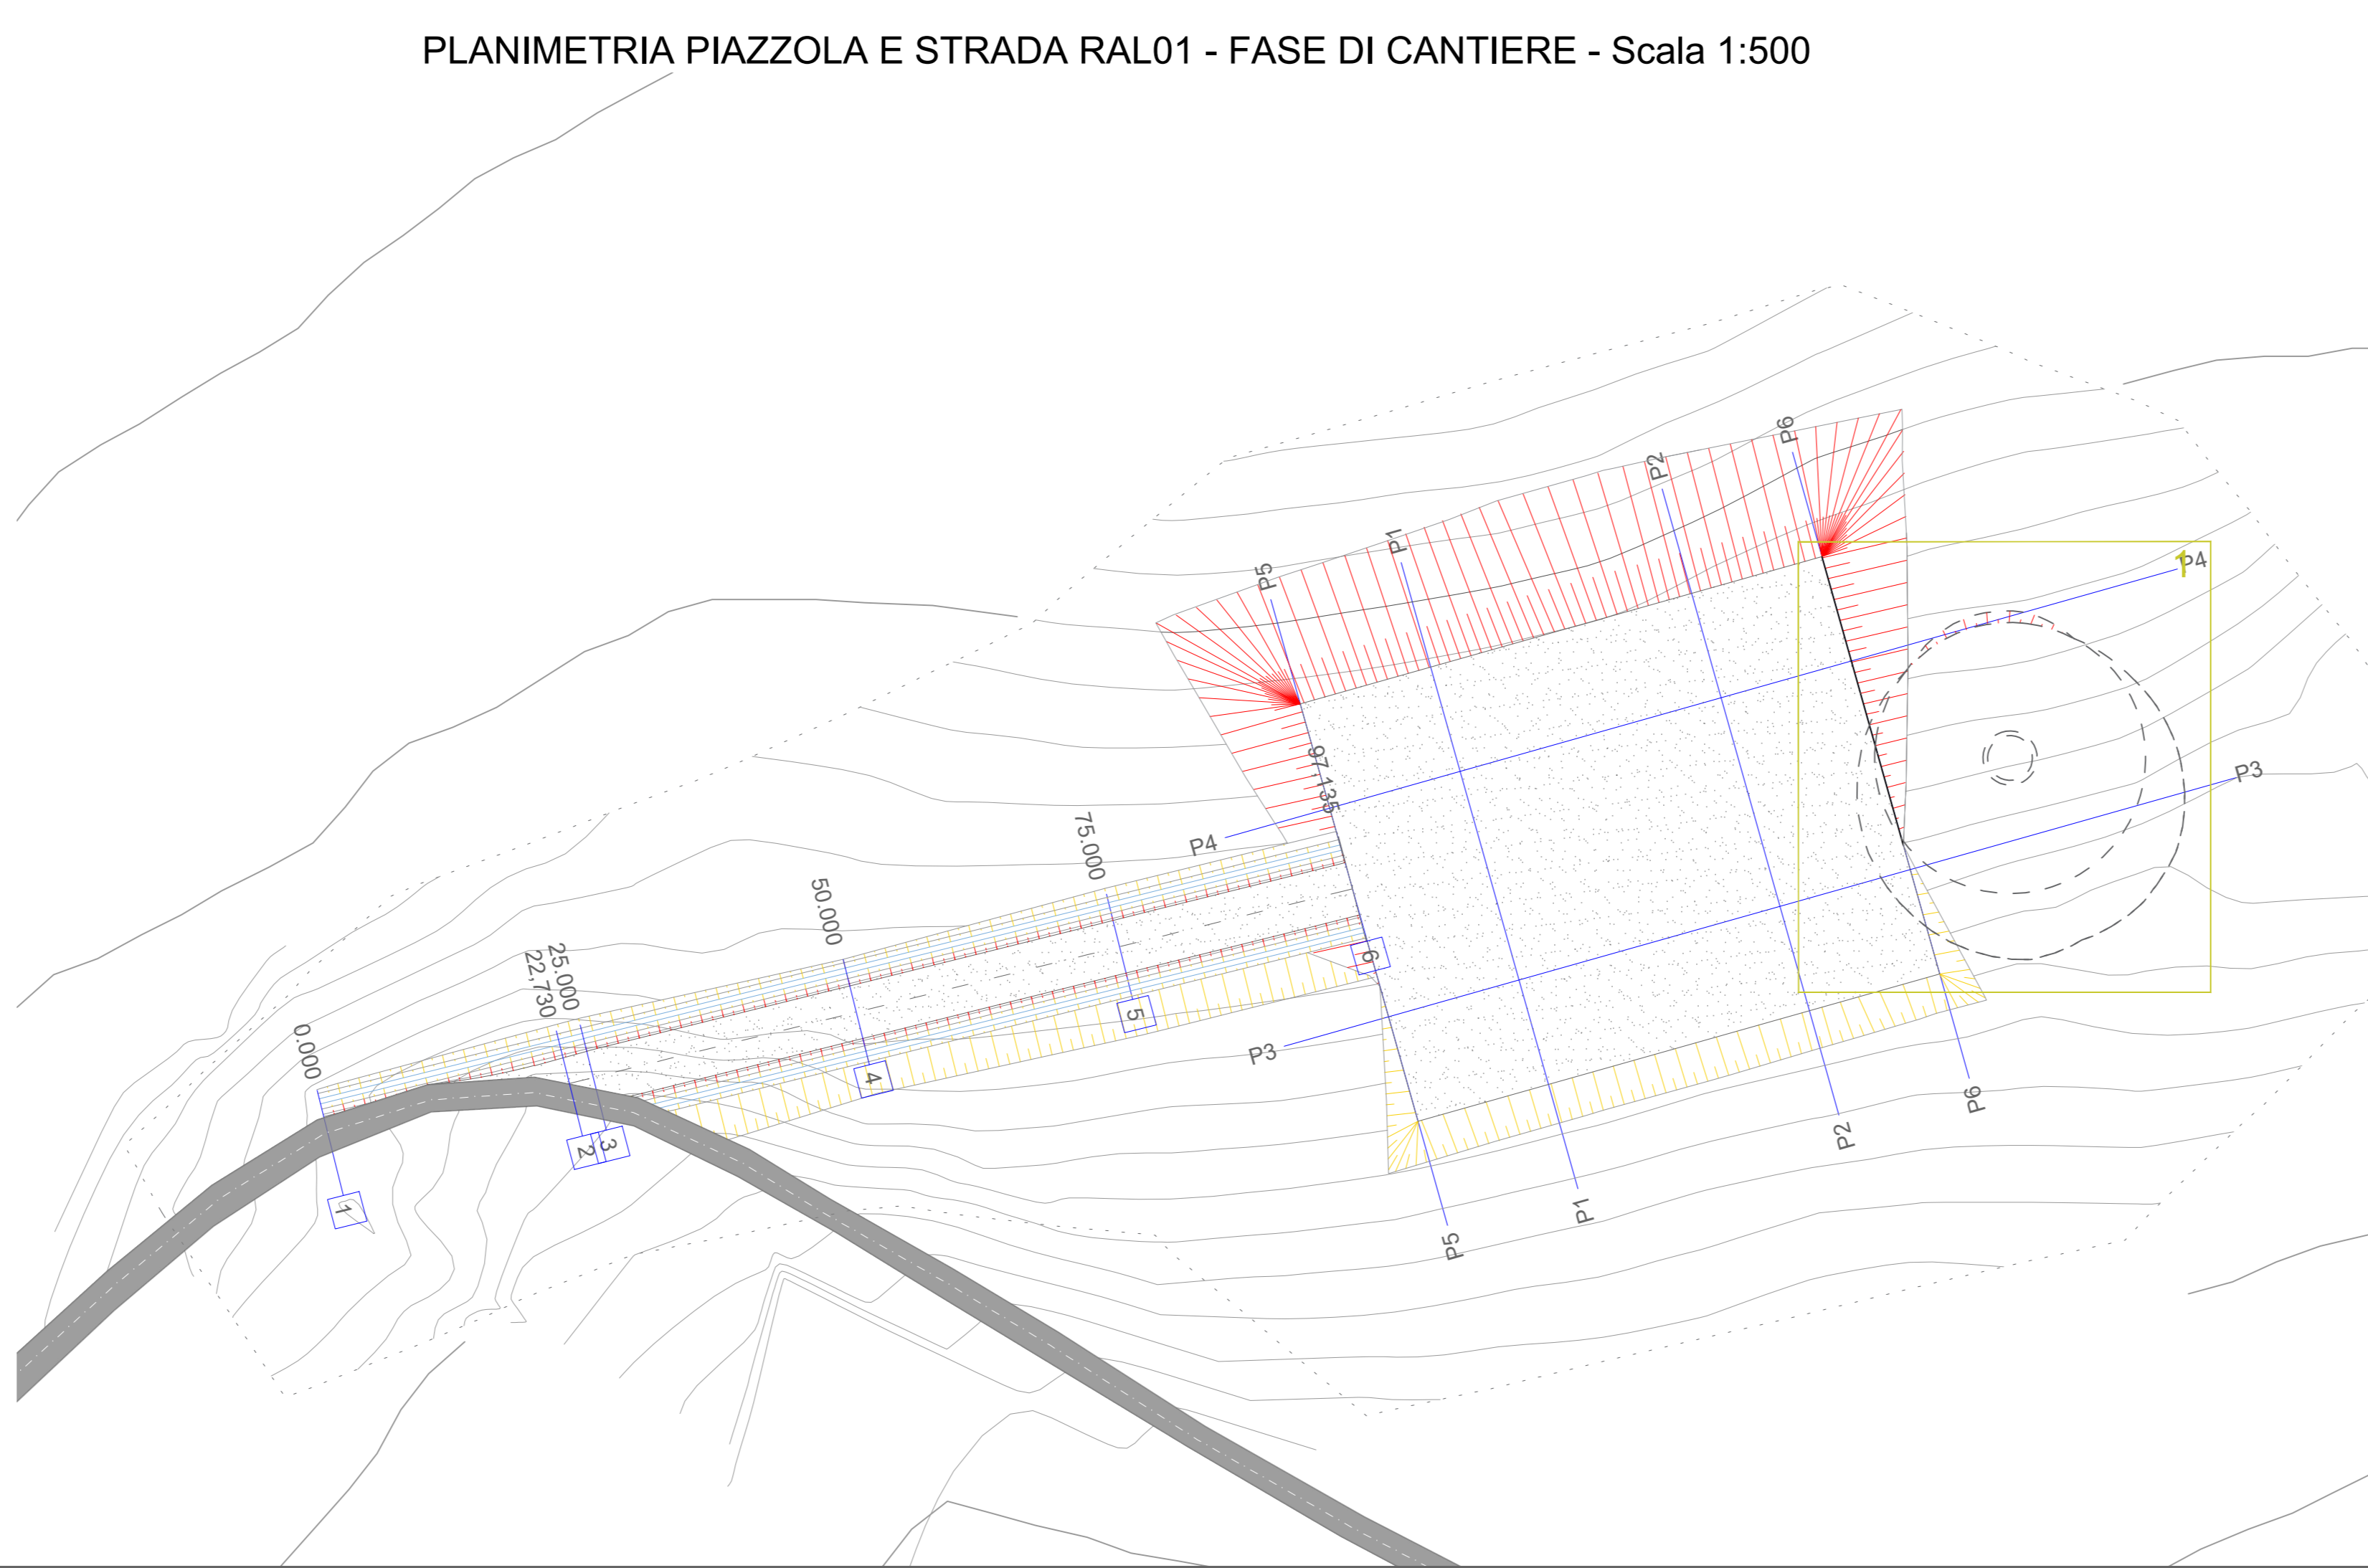 PLANIMETRIA PIAZZOLA E STRADA RAL01 - FASE DI CANTIERE - Scala 1:500
P6
P2
P1
P5
1
P4
P3
97,135
P4
75.000
50.000
25.000
22,730
0.000
6
5
4
3
2
1
P3
P6
P2
P1
P5